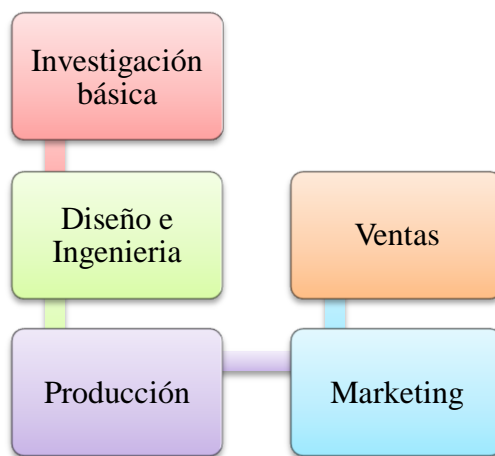 Investigación
básica
Diseño e
Ingenieria
Producción
Marketing
Ventas